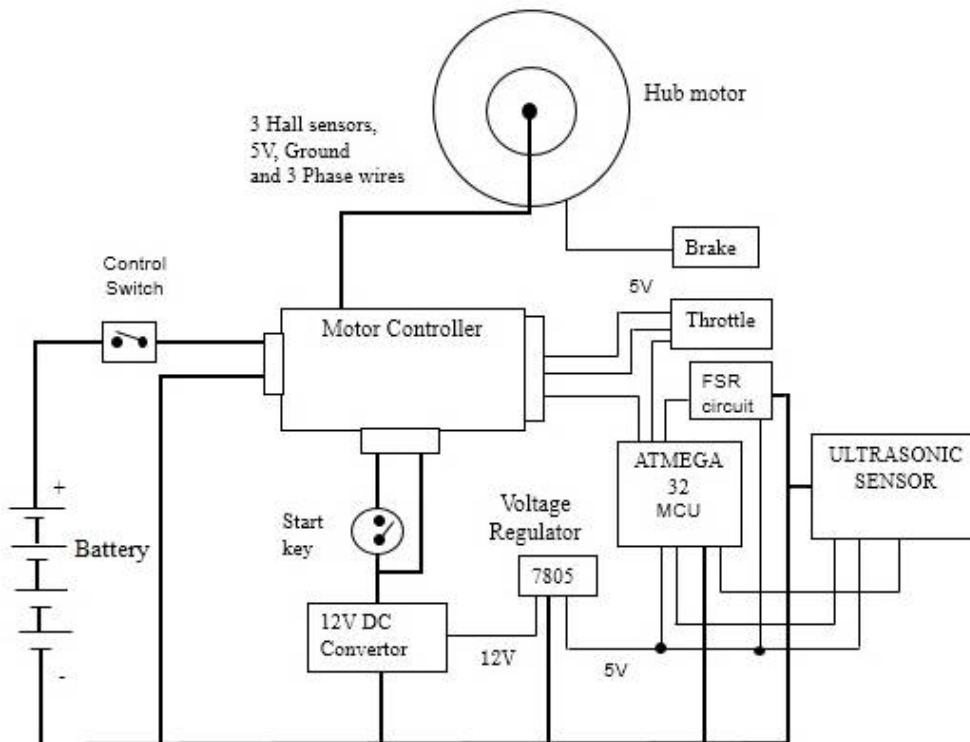 Hub motor
3 Hall sensors,
5V, Ground
and 3 Phase wires
Brake
Control
Switch
5V
Motor Controller
Throttle
FSR
circuit
ATMEGA
32
MCU
ULTRASONIC
SENSOR
+
Battery
-
Start
key
Voltage
Regulator
7805
12V DC
Convertor
12V
5V